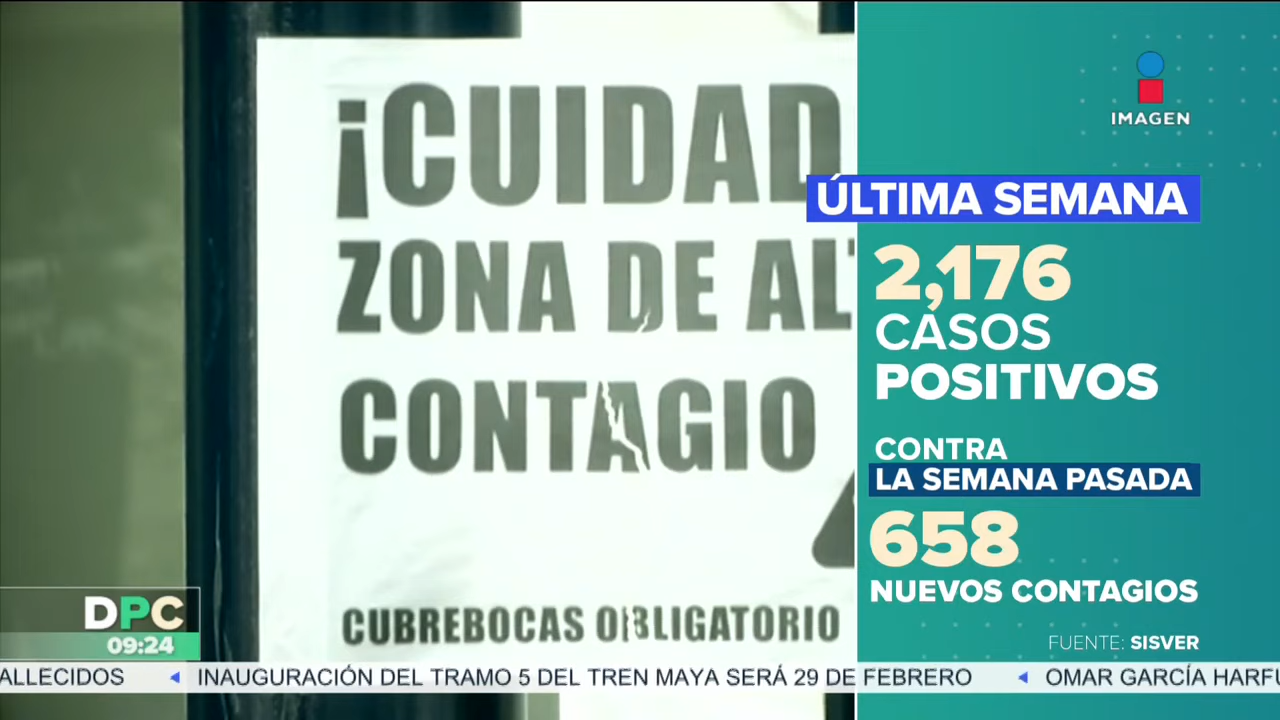 ¡CUIDAD
ZONA DE AL
CONTAGIO
CUBREBOCAS OBLIGATORIO
IMAGEN
ÚLTIMA SEMANA
2,176
CASOS
POSITIVOS
CONTRA
LA SEMANA PASADA
658
NUEVOS CONTAGIOS
FUENTE: SISVER
DPC
09:24
ALLECIDOS ◄ INAUGURACIÓN DEL TRAMO 5 DEL TREN MAYA SERÁ 29 DE FEBRERO ◄ OMAR GARCÍA HARFU